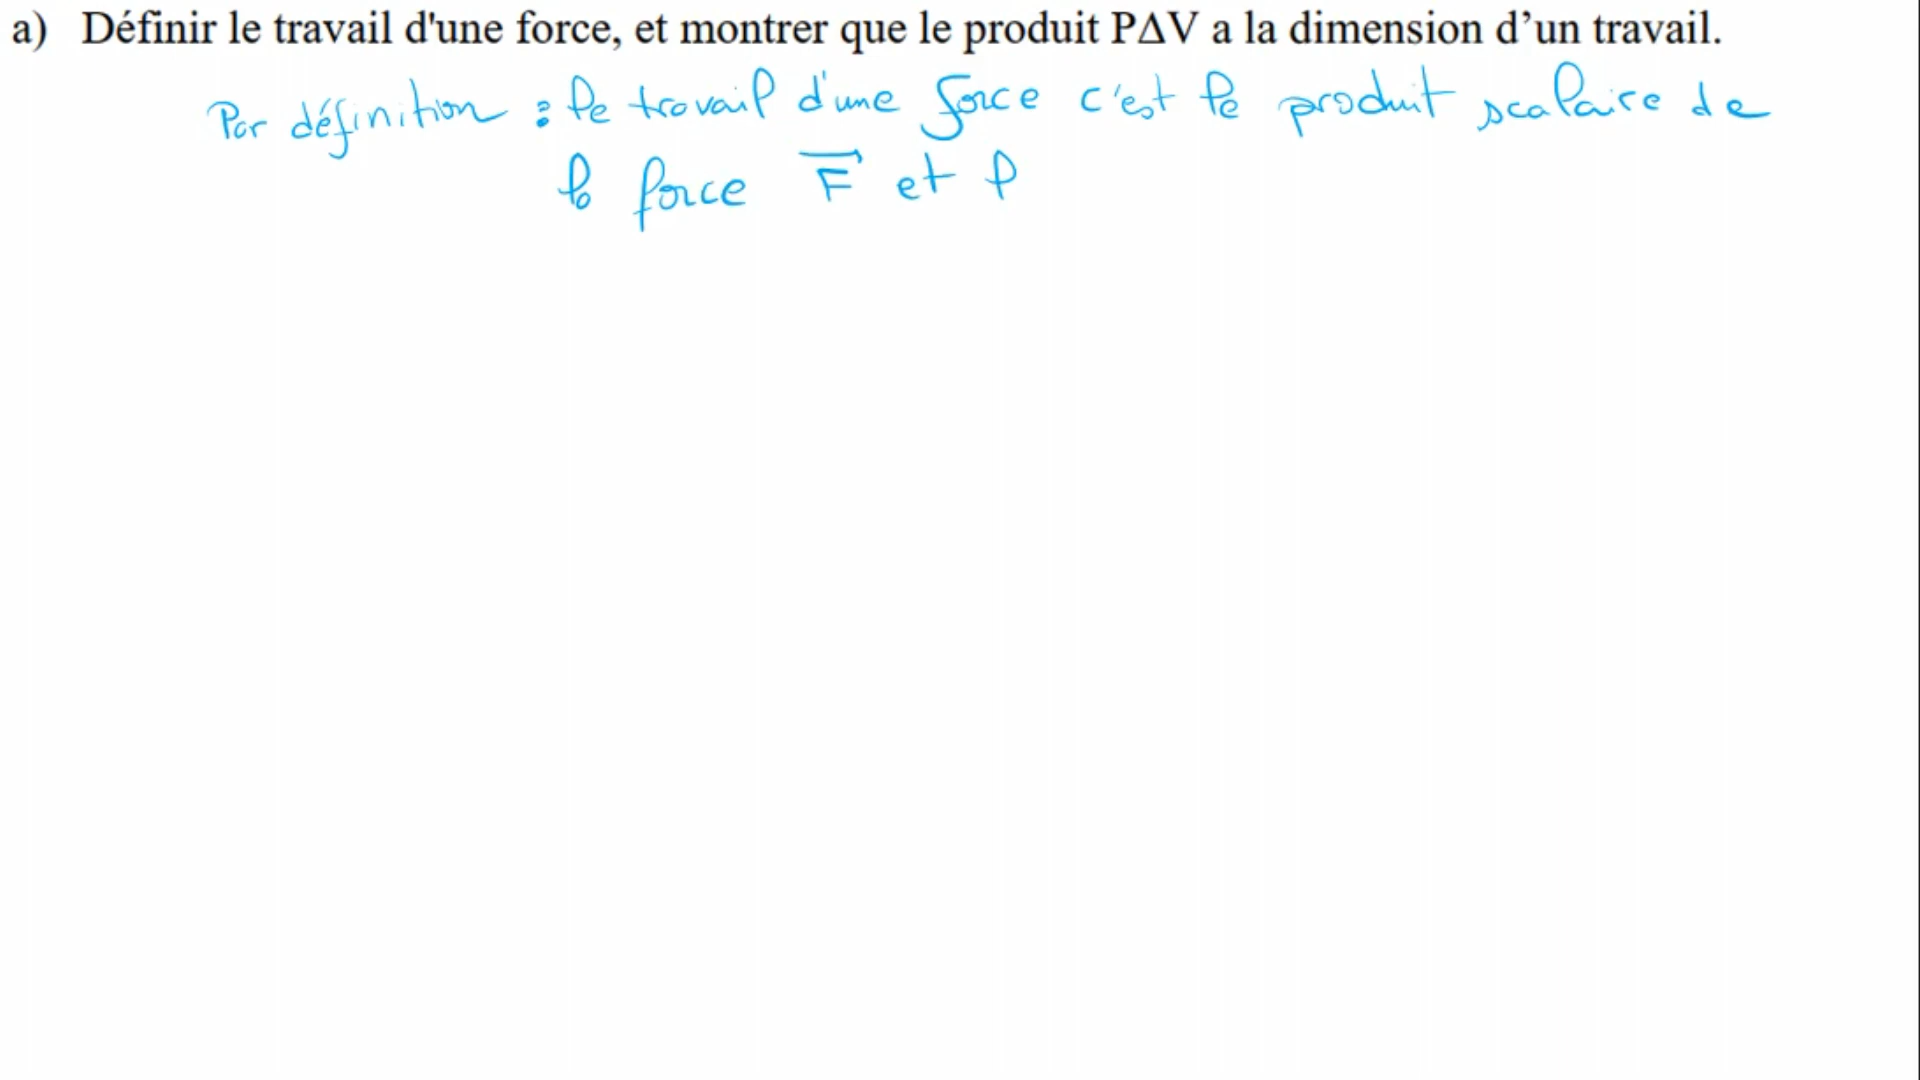 a) Définir le travail d'une force, et montrer que le produit PΔV a la dimension d’un travail.
Par définition : le travail d'une force c'est le produit scalaire de
la force F et l